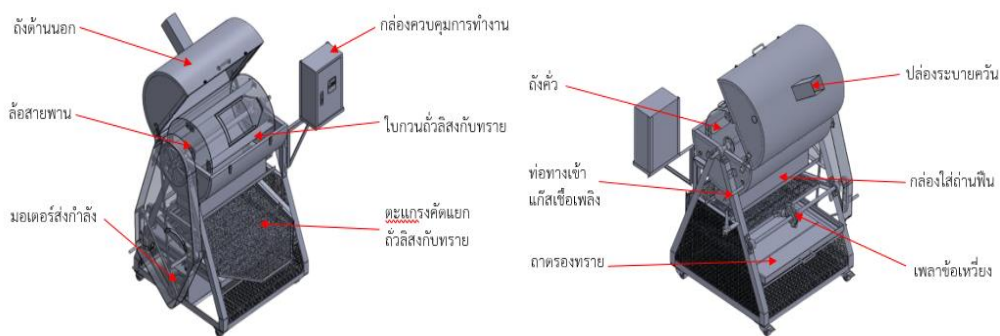 ถังด้านนอก
กล่องควบคุมการทำงาน
ล้อสายพาน
ใบกวนถั่วลิสงกับทราย
มอเตอร์ส่งกำลัง
ตะแกรงคัดแยก
ถั่วลิสงกับทราย
ถังคั่ว
ปล่องระบายควัน
ท่อทางเข้า
แก๊สเชื้อเพลิง
กล่องใส่ถ่านฟืน
ถาดรองทราย
เพลาข้อเหวี่ยง